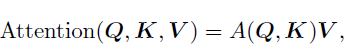 Attention(Q, K, V) = A(Q, K)V,